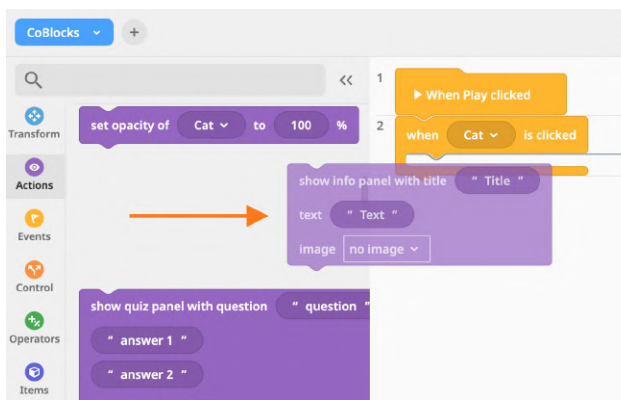 CoBlocks +
<<
Transform
Actions
Events
Control
Operators
Items
set opacity of Cat to 100 %
show quiz panel with question " question "
" answer 1 "
" answer 2 "
1
When Play clicked
2
when Cat is clicked
show info panel with title " Title "
text " Text "
image no image